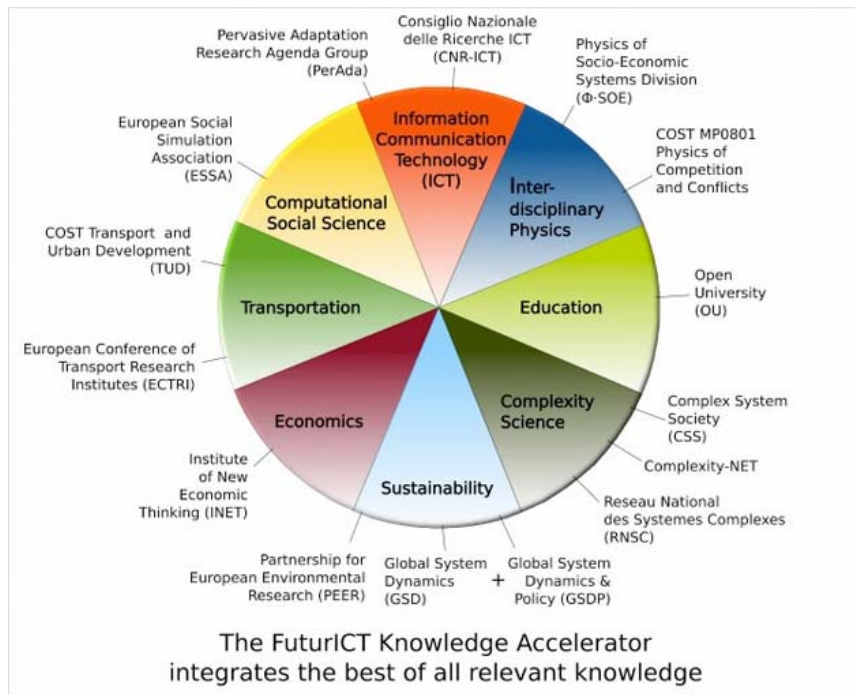 Pervasive Adaptation
Research Agenda Group
(PerAda)
Consiglio Nazionale
delle Ricerche ICT
(CNR-ICT)
Physics of
Socio-Economic
Systems Division
(Φ-SOE)
European Social
Simulation
Association
(ESSA)
COST MP0801
Physics of
Competition
and Conflicts
COST Transport and
Urban Development
(TUD)
Open
University
(OU)
European Conference of
Transport Research
Institutes (ECTRI)
Complex System
Society
(CSS)
Complexity-NET
Institute
of New
Economic
Thinking (INET)
Reseau National
des Systemes Complexes
(RNSC)
Partnership for
European Environmental
Research (PEER)
Global System
Dynamics
(GSD)
+
Global System
Dynamics &
Policy (GSDP)
Information
Communication
Technology
(ICT)
Inter-
disciplinary
Physics
Education
Complexity
Science
Sustainability
Economics
Transportation
Computational
Social Science
The FuturICT Knowledge Accelerator
integrates the best of all relevant knowledge